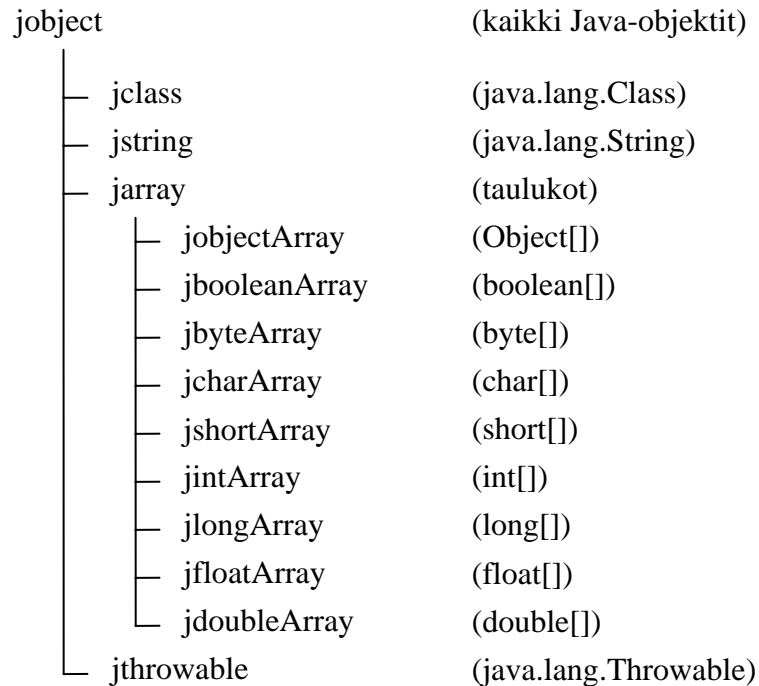 jobject (kaikki Java-objektit)
jclass (java.lang.Class)
jstring (java.lang.String)
jarray (taulukot)
jobjectArray (Object[])
jbooleanArray (boolean[])
jbyteArray (byte[])
jcharArray (char[])
jshortArray (short[])
jintArray (int[])
jlongArray (long[])
jfloatArray (float[])
jdoubleArray (double[])
jthrowable (java.lang.Throwable)